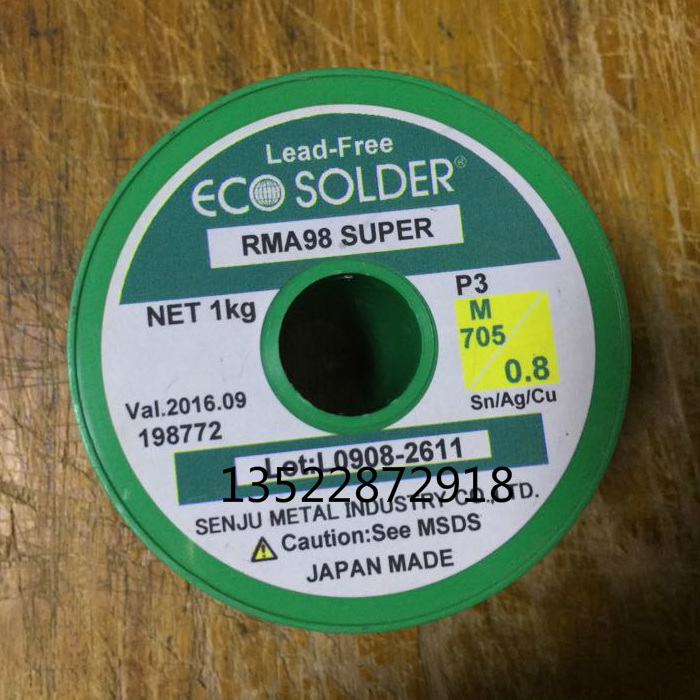 Lead-Free
ECO SOLDER®
RMA98 SUPER
NET 1kg
P3
M
705
0.8
Sn/Ag/Cu
Val.2016.09
198772
Lot:L0908-2611
13522872918
SENJU METAL INDUSTRY CO.,LTD.
Caution:See MSDS
JAPAN MADE